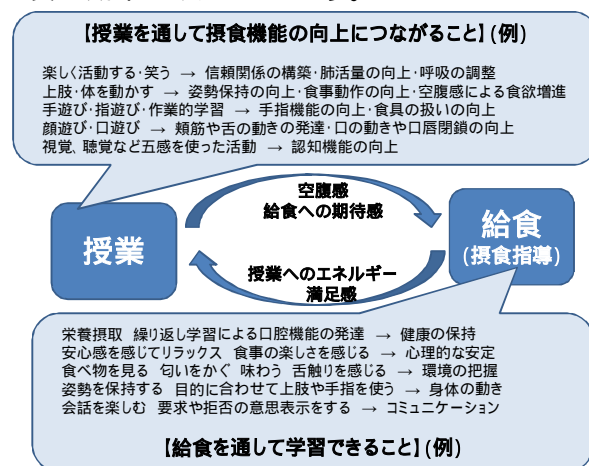 【授業を通して摂食機能の向上につながること】(例)
楽しく活動する・笑う → 信頼関係の構築・肺活量の向上・呼吸の調整
上肢・体を動かす → 姿勢保持の向上・食事動作の向上・空腹感による食欲増進
手遊び・指遊び・作業的学習 → 手指機能の向上・食具の扱いの向上
顔遊び・口遊び → 頬筋や舌の動きの発達・口の動きや口唇閉鎖の向上
視覚、聴覚など五感を使った活動 → 認知機能の向上
空腹感
給食への期待感
授業
給食
(摂食指導)
授業へのエネルギー
満足感
栄養摂取 繰り返し学習による口腔機能の発達 → 健康の保持
安心感を感じてリラックス 食事の楽しさを感じる → 心理的な安定
食べ物を見る 匂いをかぐ 味わう 舌触りを感じる → 環境の把握
姿勢を保持する 目的に合わせて上肢や手指を使う → 身体の動き
会話を楽しむ 要求や拒否の意思表示をする → コミュニケーション
【給食を通して学習できること】(例)